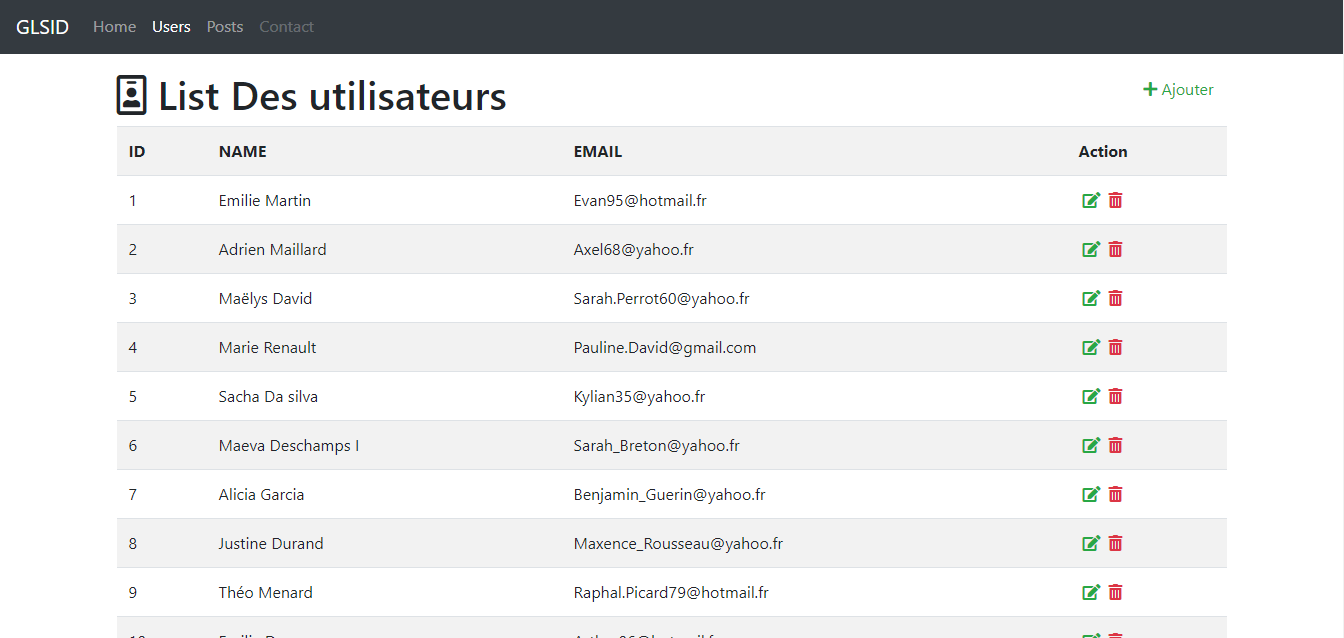 GLSID Home Users Posts Contact
List Des utilisateurs
Ajouter
ID NAME EMAIL Action
1 Emilie Martin Evan95@hotmail.fr
2 Adrien Maillard Axel68@yahoo.fr
3 Maëlys David Sarah.Perrot60@yahoo.fr
4 Marie Renault Pauline.David@gmail.com
5 Sacha Da silva Kylian35@yahoo.fr
6 Maeva Deschamps I Sarah_Breton@yahoo.fr
7 Alicia Garcia Benjamin_Guerin@yahoo.fr
8 Justine Durand Maxence_Rousseau@yahoo.fr
9 Théo Menard Raphal.Picard79@hotmail.fr
10